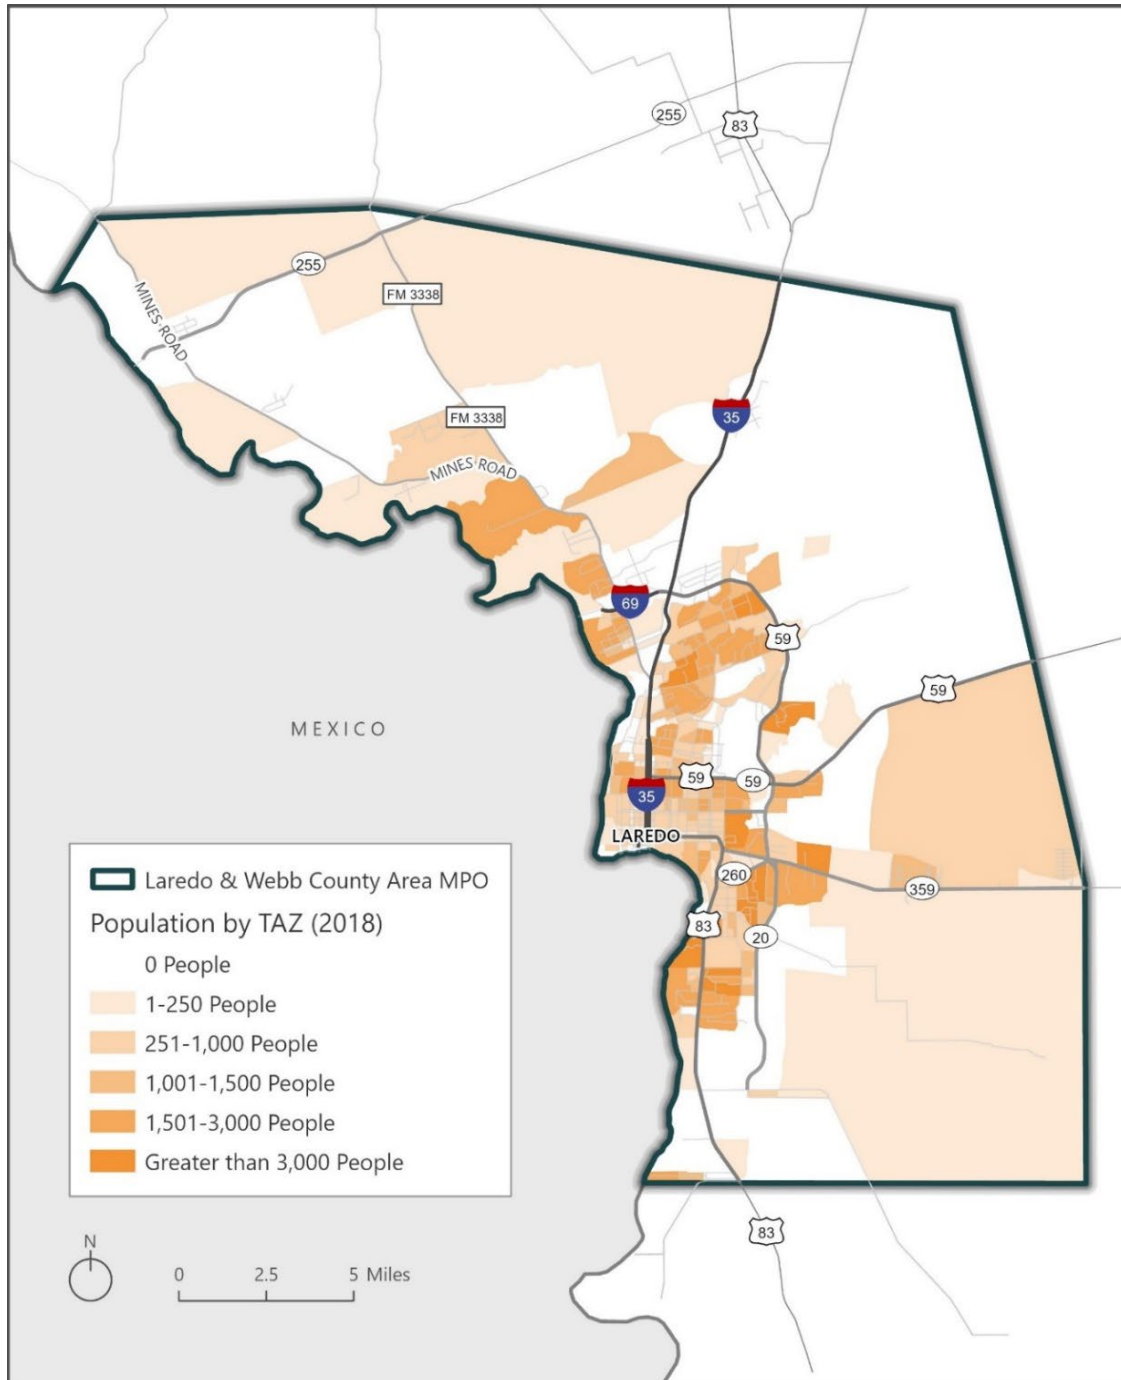 255
83
255
MINES ROAD
FM 3338
35
FM 3338
MINES ROAD
69
59
59
MEXICO
59
59
35
LAREDO
260
359
83
20
83
Laredo & Webb County Area MPO
Population by TAZ (2018)
0 People
1-250 People
251-1,000 People
1,001-1,500 People
1,501-3,000 People
Greater than 3,000 People
N
0 2.5 5 Miles